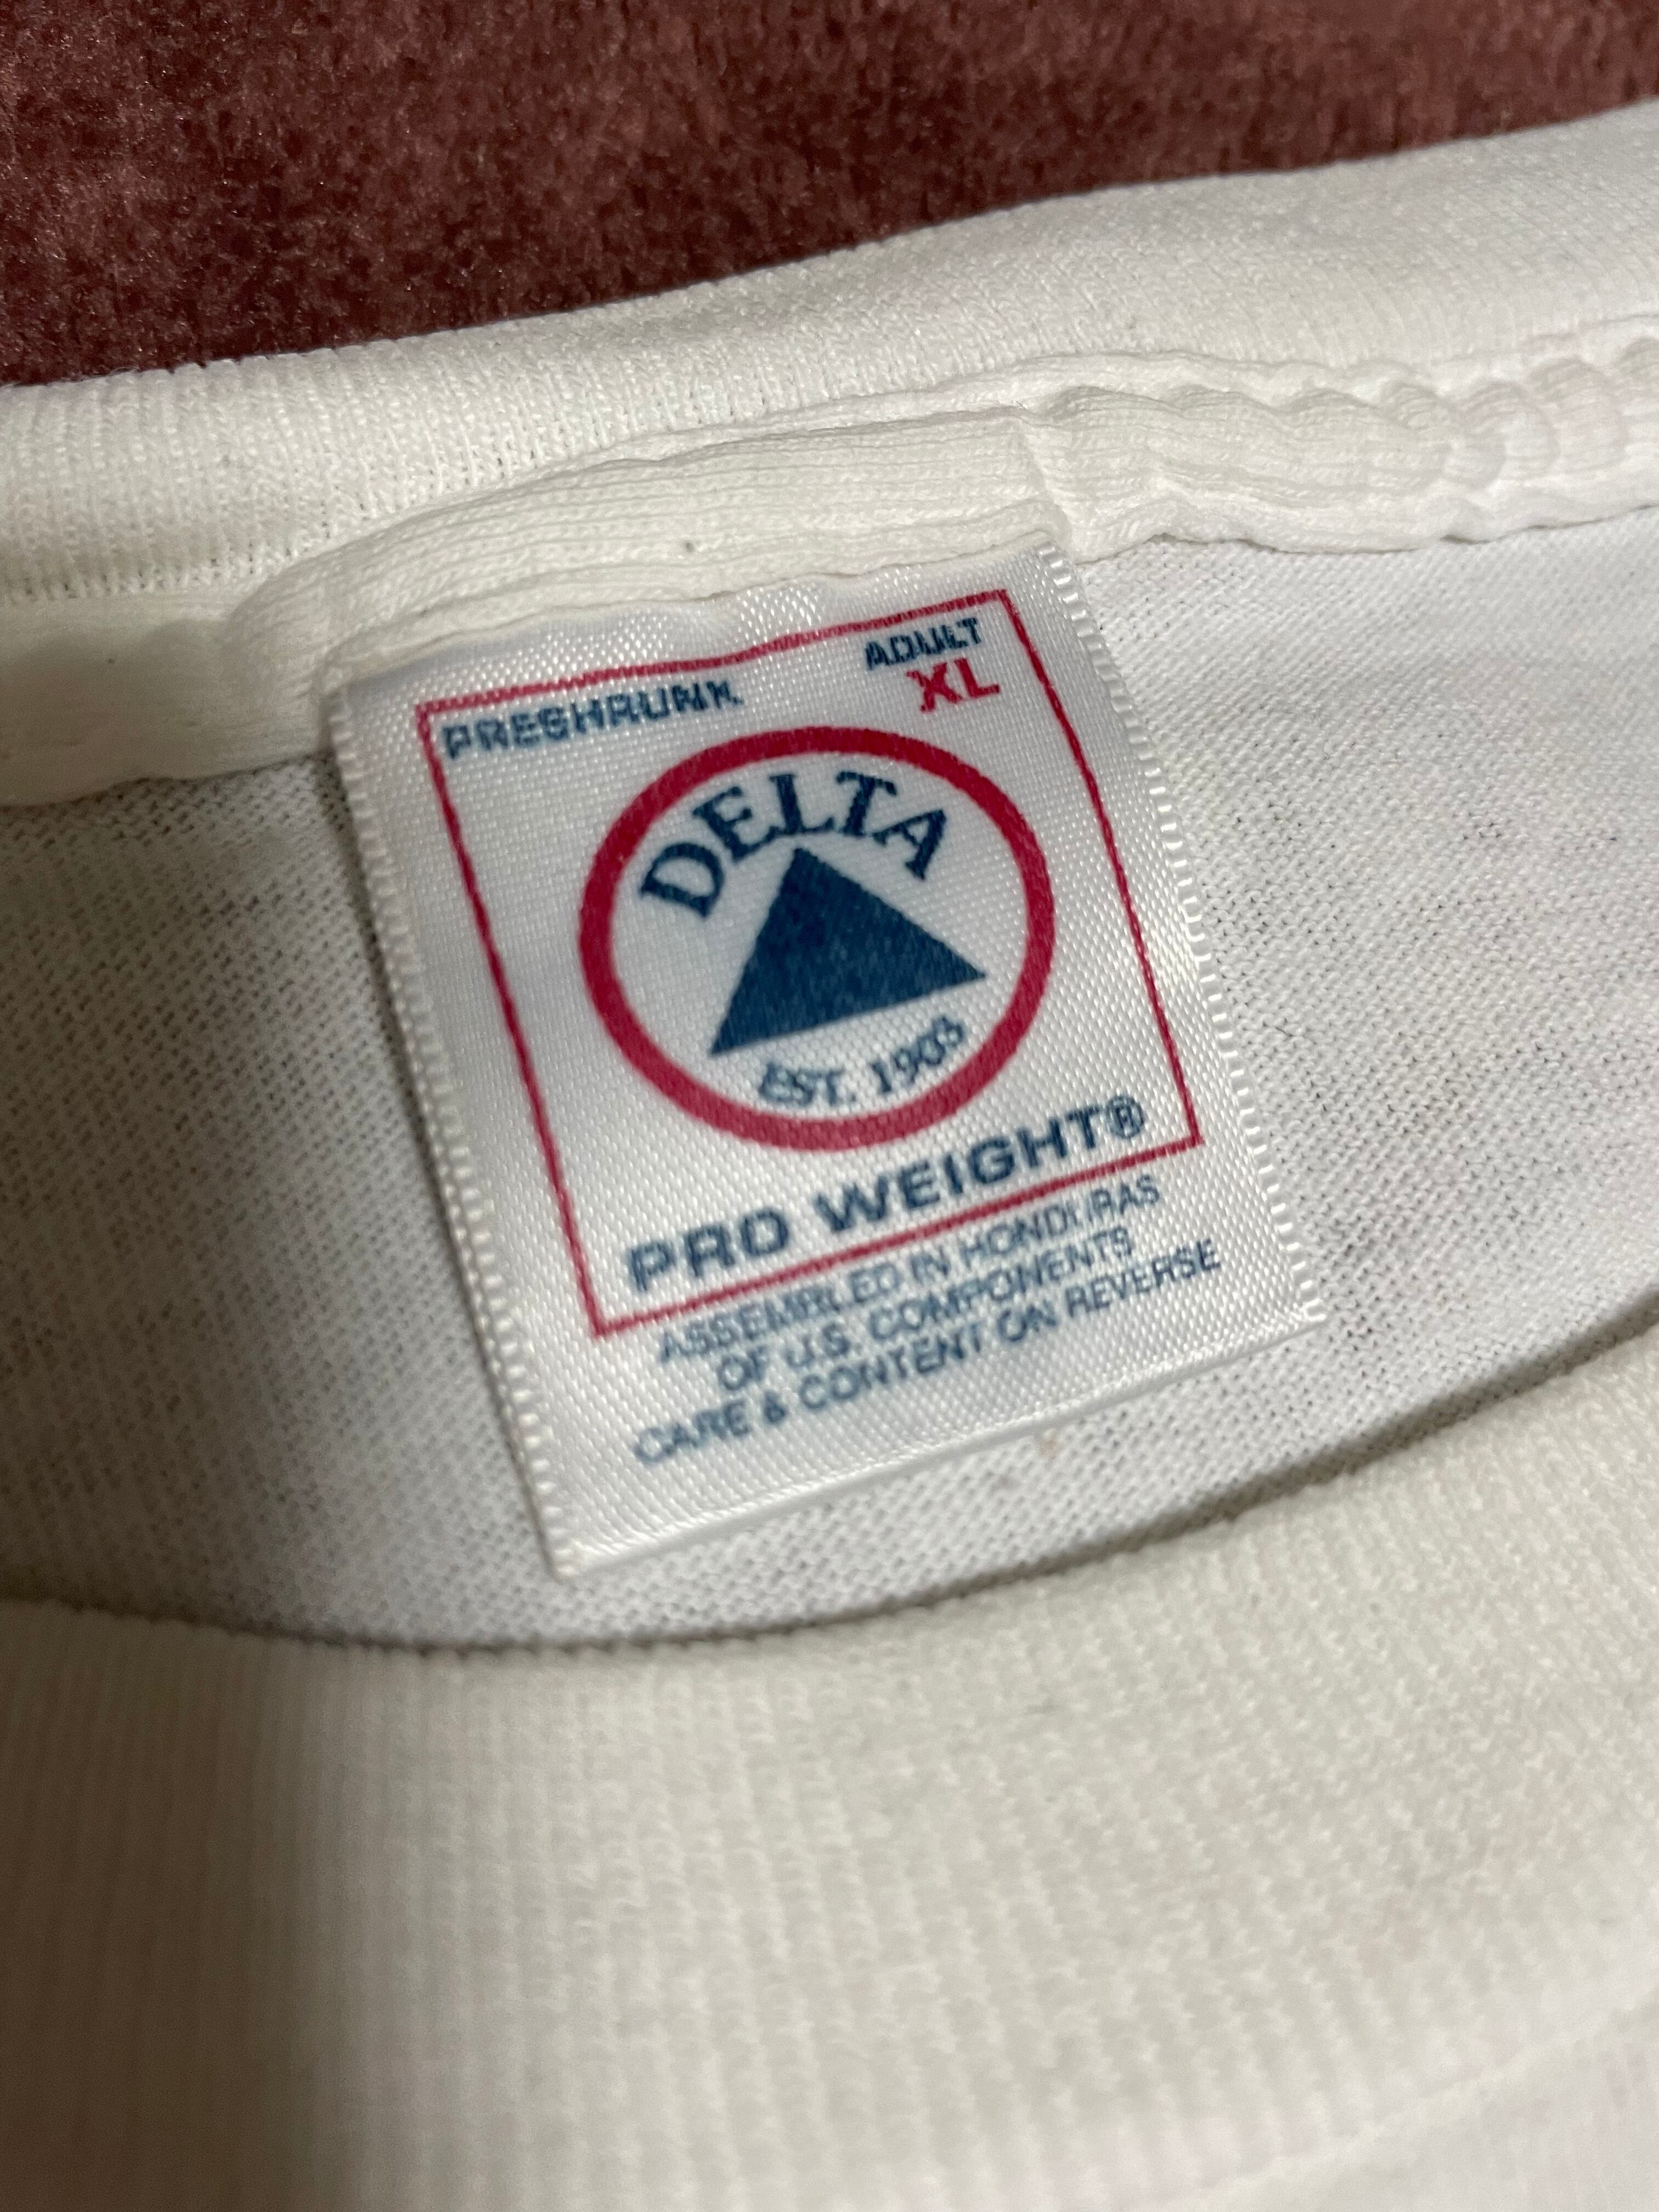 PRESHRUNK
ADULT
XL
DELTA
EST. 1903
PRO WEIGHT®
ASSEMBLED IN HONDURAS
OF U.S. COMPONENTS
CARE & CONTENT ON REVERSE